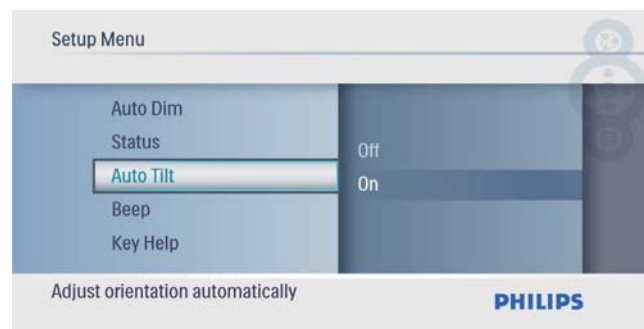 Setup Menu
Auto Dim
Status
Auto Tilt
Beep
Key Help
Off
On
Adjust orientation automatically
PHILIPS